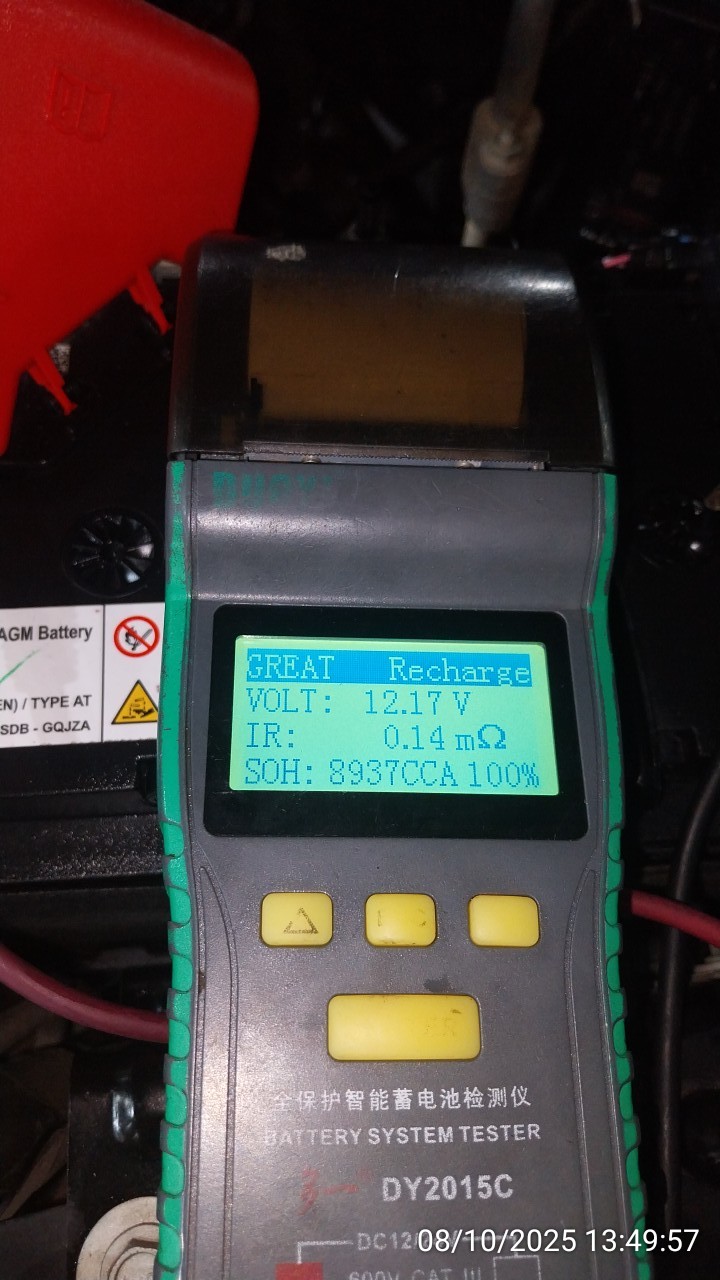 AGM Battery
EN) / TYPE AT
SDB - GQJZA
GREAT Recharge
VOLT: 12.17 V
IR: 0.14 mΩ
SOH: 8937CCA 100%
全保护智能蓄电池检测仪
BATTERY SYSTEM TESTER
DY2015C
DC12/
600V CAT III
08/10/2025 13:49:57